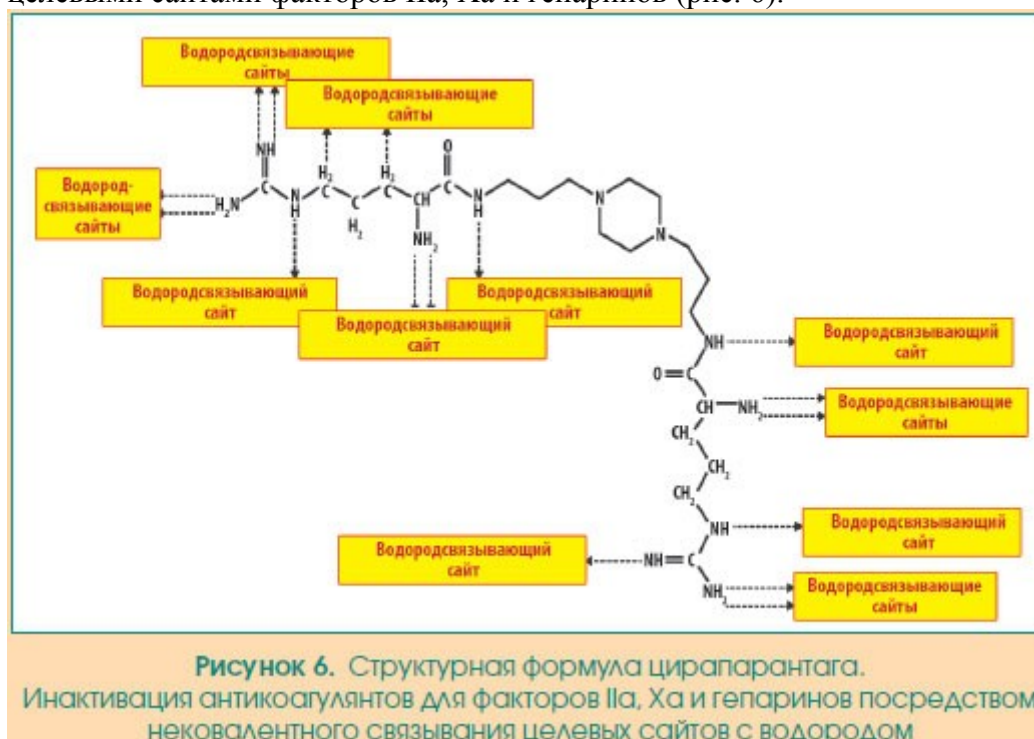 целевыми сайтами факторов IIa, Xa и гепаринов (рис. 6).
Водородсвязывающие
сайты
Водородсвязывающие
сайты
NH
H₂N
C
N
H
H₂
C
C
H₂
H₂
C
CH
NH₂
O
C
N
H
N
N
Водород-
связывающие
сайты
Водородсвязывающий
сайт
Водородсвязывающий
сайт
Водородсвязывающий
сайт
NH
Водородсвязывающий
сайт
O=C
CH—NH₂
Водородсвязывающие
сайты
CH₂
CH₂
CH₂
NH
Водородсвязывающий
сайт
Водородсвязывающий
сайт
NH=C
NH₂
Водородсвязывающие
сайты
Рисунок 6. Структурная формула цирапарантага.
Инактивация антикоагулянтов для факторов IIa, Xa и гепаринов посредством
нековалентного связывания целевых сайтов с водородом